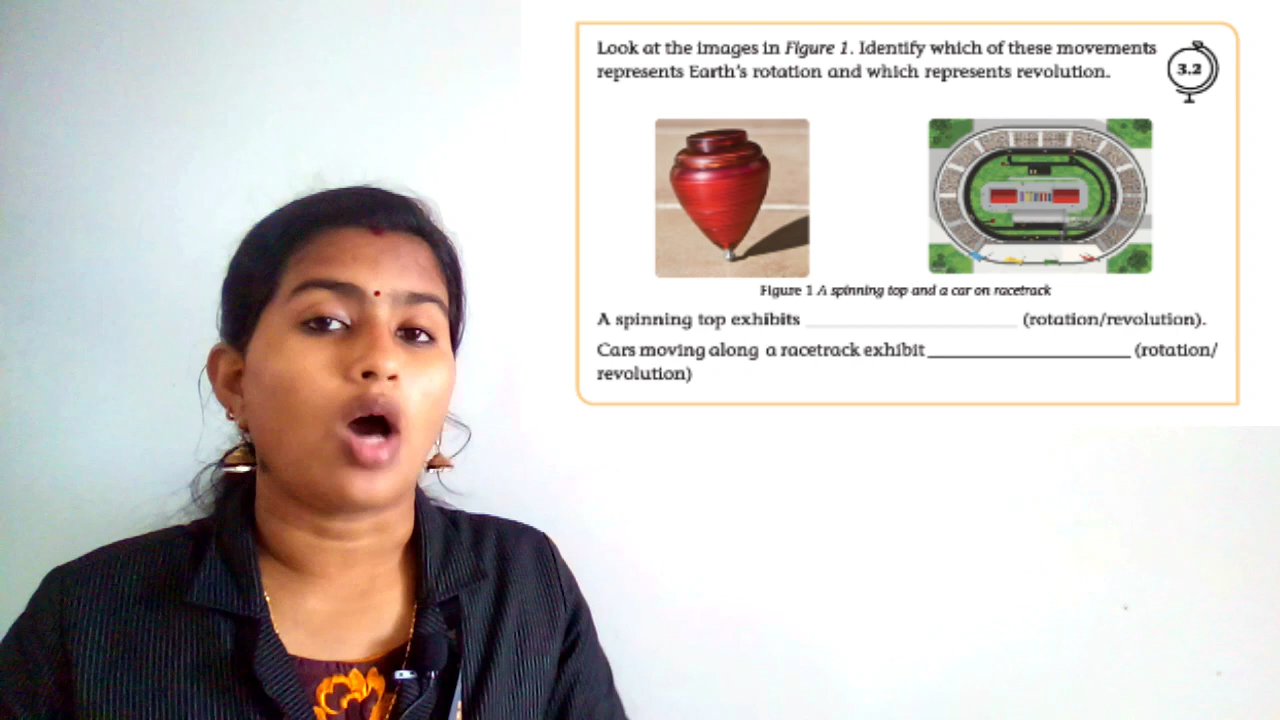 Look at the images in Figure 1. Identify which of these movements
represents Earth's rotation and which represents revolution.
3.2
Figure 1 A spinning top and a car on racetrack
A spinning top exhibits ____________________ (rotation/revolution).
Cars moving along a racetrack exhibit____________________ (rotation/
revolution)